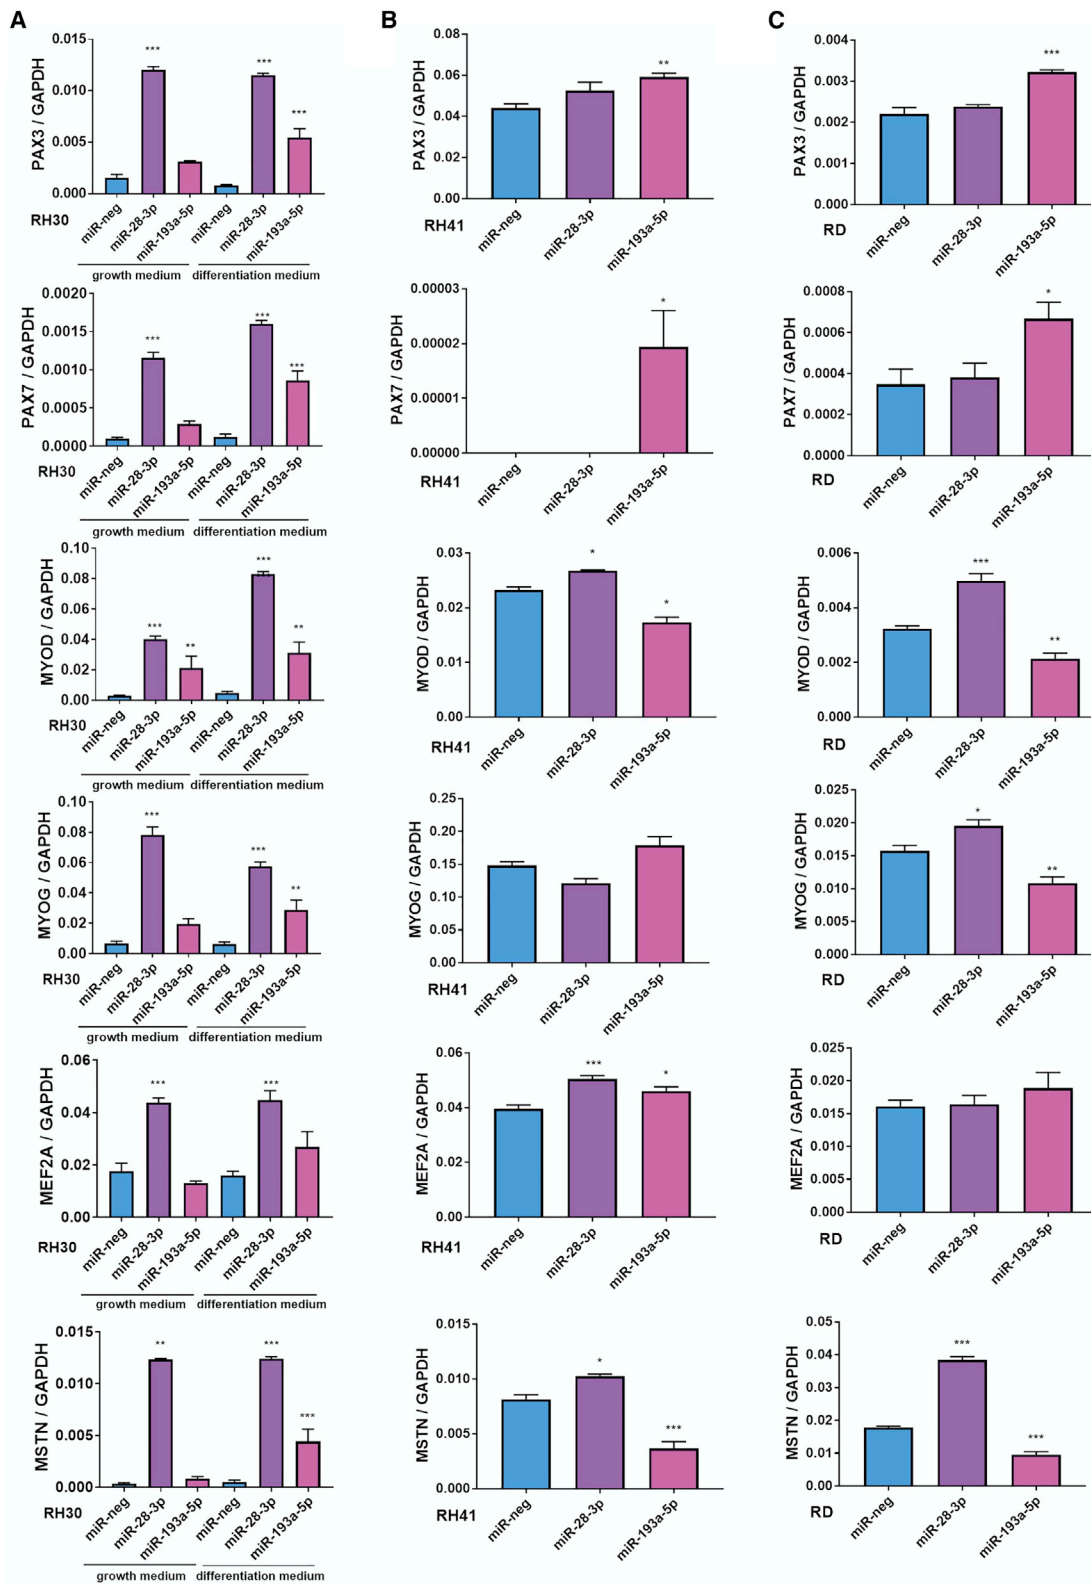 A
B
C
PAX3 / GAPDH
0.015
0.010
0.005
0.000
***
***
***
RH30
miR-neg
miR-28-3p
miR-193a-5p
miR-neg
miR-28-3p
miR-193a-5p
growth medium
differentiation medium
PAX3 / GAPDH
0.08
0.06
0.04
0.02
0.00
**
RH41
miR-neg
miR-28-3p
miR-193a-5p
PAX3 / GAPDH
0.004
0.003
0.002
0.001
0.000
***
RD
miR-neg
miR-28-3p
miR-193a-5p
PAX7 / GAPDH
0.0020
0.0015
0.0010
0.0005
0.0000
***
***
***
RH30
miR-neg
miR-28-3p
miR-193a-5p
miR-neg
miR-28-3p
miR-193a-5p
growth medium
differentiation medium
PAX7 / GAPDH
0.00003
0.00002
0.00001
0.00000
*
RH41
miR-neg
miR-28-3p
miR-193a-5p
PAX7 / GAPDH
0.0008
0.0006
0.0004
0.0002
0.0000
*
RD
miR-neg
miR-28-3p
miR-193a-5p
MYOD / GAPDH
0.10
0.08
0.06
0.04
0.02
0.00
***
**
***
**
RH30
miR-neg
miR-28-3p
miR-193a-5p
miR-neg
miR-28-3p
miR-193a-5p
growth medium
differentiation medium
MYOD / GAPDH
0.03
0.02
0.01
0.00
*
*
RH41
miR-neg
miR-28-3p
miR-193a-5p
MYOD / GAPDH
0.006
0.004
0.002
0.000
***
**
RD
miR-neg
miR-28-3p
miR-193a-5p
MYOG / GAPDH
0.10
0.08
0.06
0.04
0.02
0.00
***
***
**
RH30
miR-neg
miR-28-3p
miR-193a-5p
miR-neg
miR-28-3p
miR-193a-5p
growth medium
differentiation medium
MYOG / GAPDH
0.25
0.20
0.15
0.10
0.05
0.00
RH41
miR-neg
miR-28-3p
miR-193a-5p
MYOG / GAPDH
0.025
0.020
0.015
0.010
0.005
0.000
*
**
RD
miR-neg
miR-28-3p
miR-193a-5p
MEF2A / GAPDH
0.06
0.04
0.02
0.00
***
***
RH30
miR-neg
miR-28-3p
miR-193a-5p
miR-neg
miR-28-3p
miR-193a-5p
growth medium
differentiation medium
MEF2A / GAPDH
0.06
0.04
0.02
0.00
***
*
RH41
miR-neg
miR-28-3p
miR-193a-5p
MEF2A / GAPDH
0.025
0.020
0.015
0.010
0.005
0.000
RD
miR-neg
miR-28-3p
miR-193a-5p
MSTN / GAPDH
0.015
0.010
0.005
0.000
**
***
***
RH30
miR-neg
miR-28-3p
miR-193a-5p
miR-neg
miR-28-3p
miR-193a-5p
growth medium
differentiation medium
MSTN / GAPDH
0.015
0.010
0.005
0.000
*
***
RH41
miR-neg
miR-28-3p
miR-193a-5p
MSTN / GAPDH
0.05
0.04
0.03
0.02
0.01
0.00
***
***
RD
miR-neg
miR-28-3p
miR-193a-5p